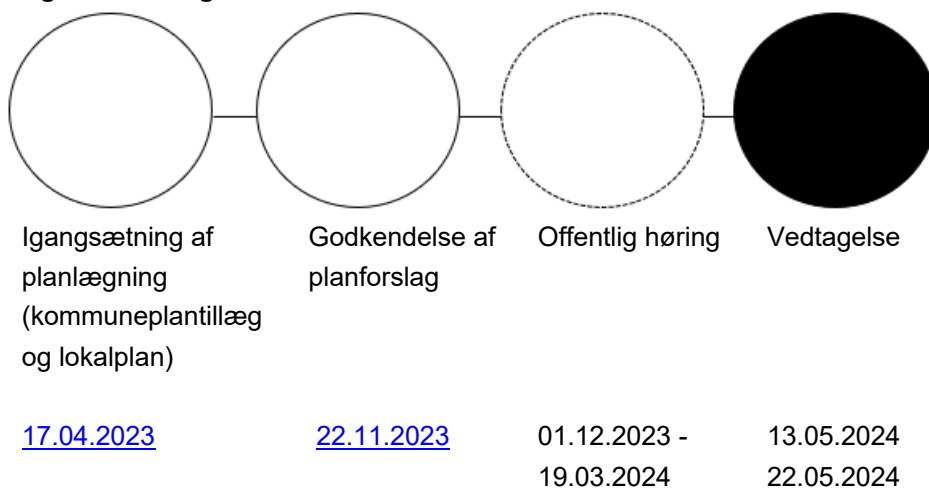 Igangsætning af
planlægning
(kommuneplantillæg
og lokalplan)
Godkendelse af
planforslag
Offentlig høring
Vedtagelse
17.04.2023
22.11.2023
01.12.2023 -
19.03.2024
13.05.2024
22.05.2024